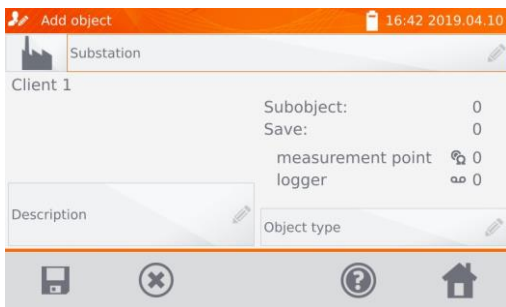 Add object 16:42 2019.04.10
Substation
Client 1
Subobject: 0
Save: 0
measurement point 0
logger 0
Description
Object type